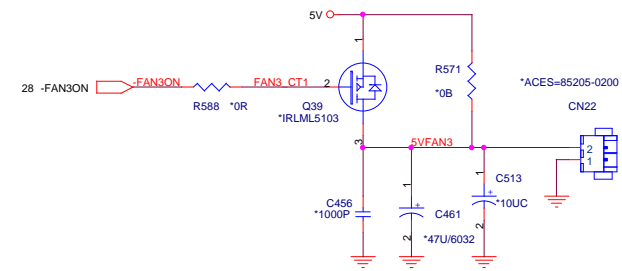 5V
1
R571
*0B
*ACES=85205-0200
CN22
28 -FAN3ON
-FAN3ON
FAN3_CT1
2
R588
*0R
Q39
*IRLML5103
3
5VFAN3
2
1
C456
*1000P
1
C461
2
*47U/6032
1
C513
*10UC
2